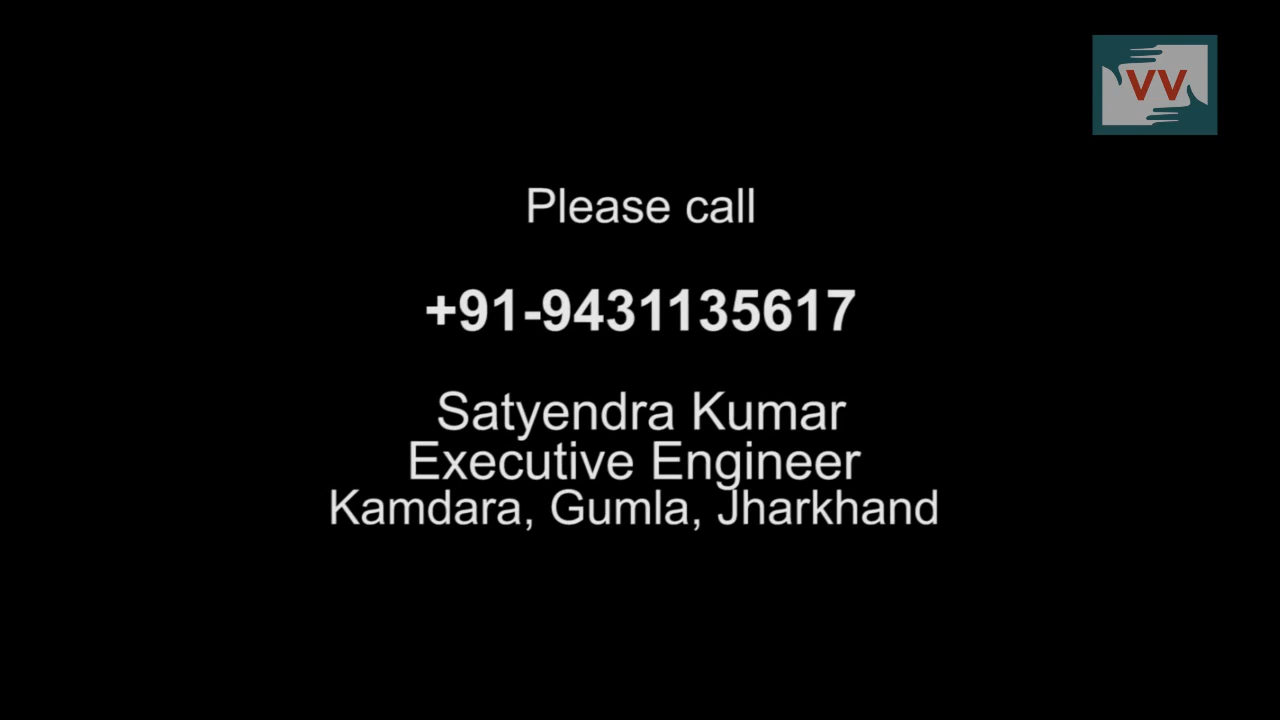 VV
Please call
+91-9431135617
Satyendra Kumar
Executive Engineer
Kamdara, Gumla, Jharkhand